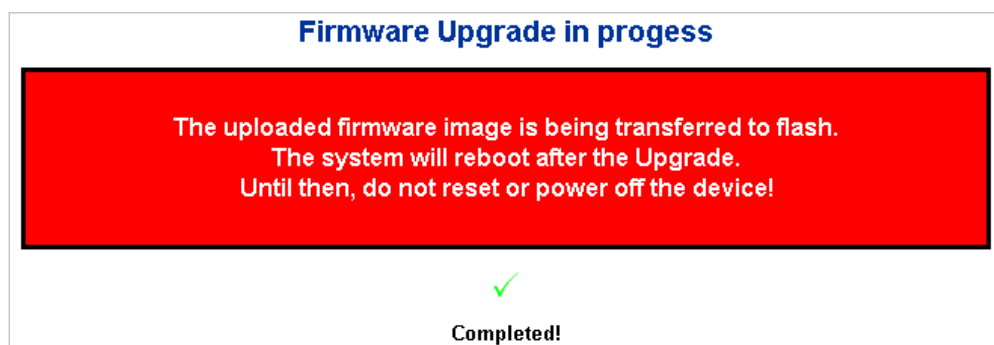 Firmware Upgrade in progess
The uploaded firmware image is being transferred to flash.
The system will reboot after the Upgrade.
Until then, do not reset or power off the device!
Completed!